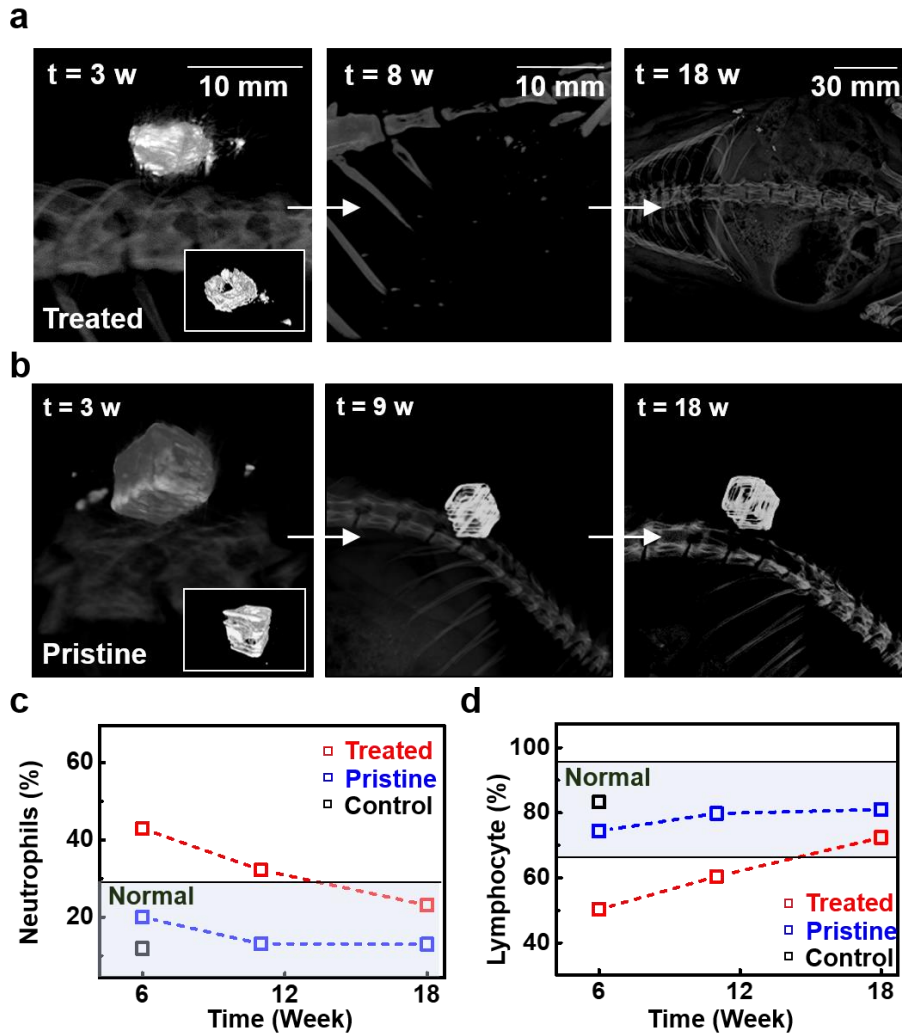 a
t = 3 w
10 mm
t = 8 w
10 mm
t = 18 w
30 mm
Treated
b
t = 3 w
t = 9 w
t = 18 w
Pristine
c
Neutrophils (%)
60
40
20
Treated
Pristine
Control
Normal
6
12
18
Time (Week)
d
Lymphocyte (%)
100
80
60
40
Normal
Treated
Pristine
Control
6
12
18
Time (Week)